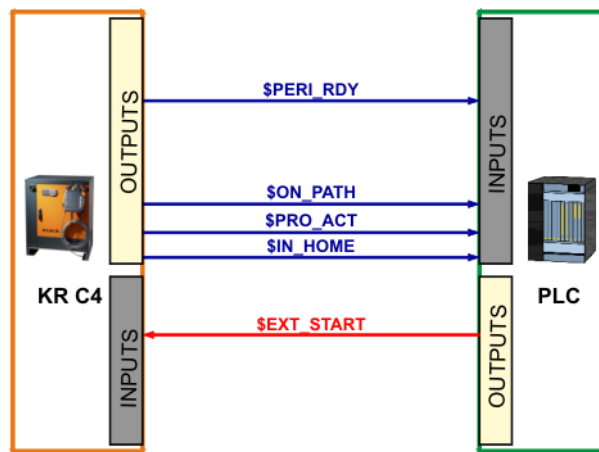 OUTPUTS
$PERI_RDY
INPUTS
$ON_PATH
$PRO_ACT
$IN_HOME
KR C4
PLC
INPUTS
$EXT_START
OUTPUTS